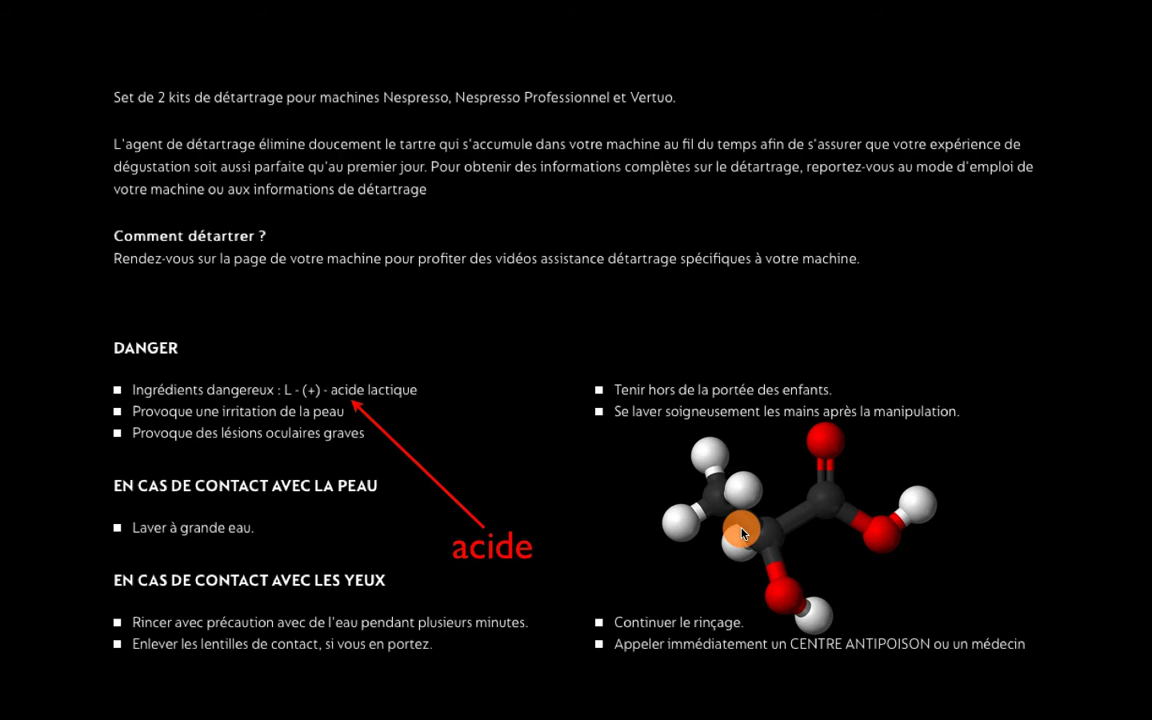 Set de 2 kits de détartrage pour machines Nespresso, Nespresso Professionnel et Vertuo.
L'agent de détartrage élimine doucement le tartre qui s'accumule dans votre machine au fil du temps afin de s'assurer que votre expérience de
dégustation soit aussi parfaite qu'au premier jour. Pour obtenir des informations complètes sur le détartrage, reportez-vous au mode d'emploi de
votre machine ou aux informations de détartrage
Comment détartrer ?
Rendez-vous sur la page de votre machine pour profiter des vidéos assistance détartrage spécifiques à votre machine.
DANGER
Ingrédients dangereux : L - (+) - acide lactique
Provoque une irritation de la peau
Provoque des lésions oculaires graves
Tenir hors de la portée des enfants.
Se laver soigneusement les mains après la manipulation.
EN CAS DE CONTACT AVEC LA PEAU
Laver à grande eau.
acide
EN CAS DE CONTACT AVEC LES YEUX
Rincer avec précaution avec de l'eau pendant plusieurs minutes.
Enlever les lentilles de contact, si vous en portez.
Continuer le rinçage.
Appeler immédiatement un CENTRE ANTIPOISON ou un médecin